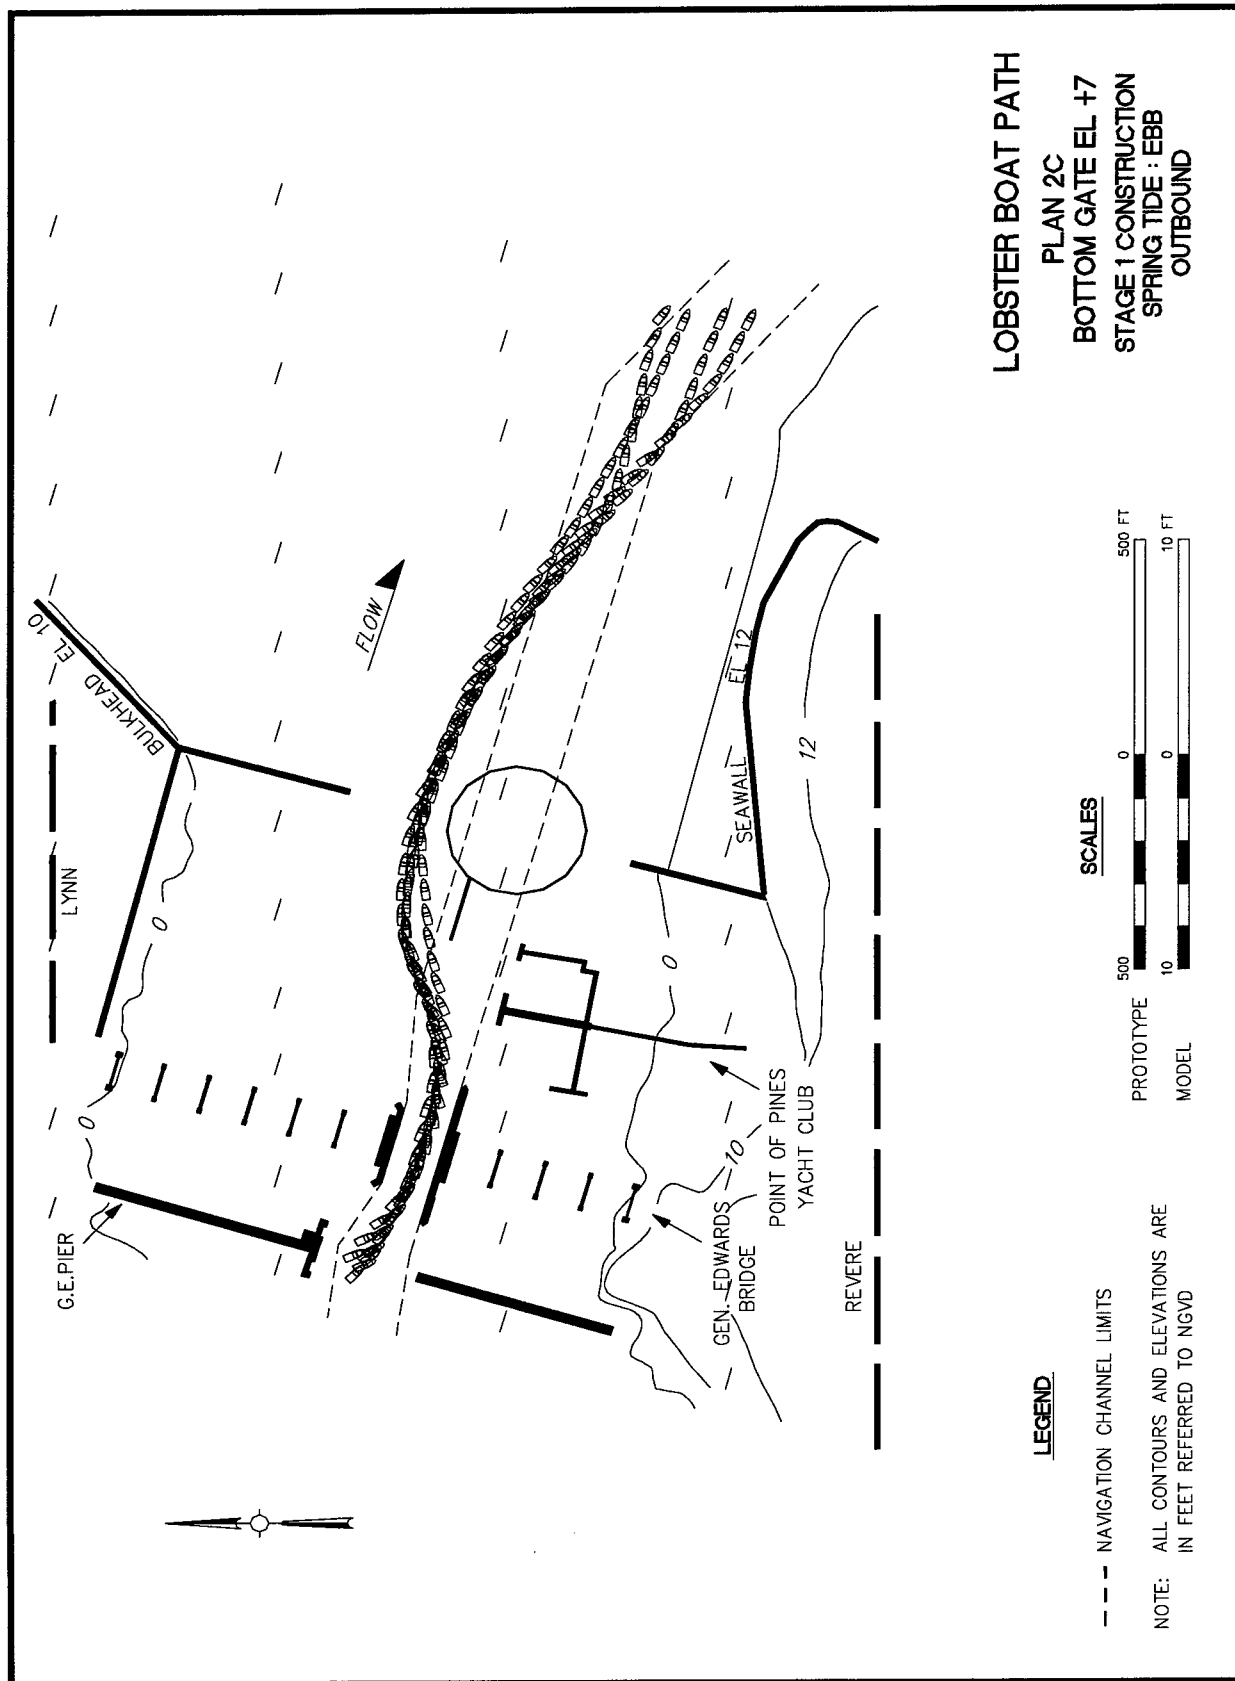 LYNN
BULKHEAD EL 10
G.E.PIER
0
0
FLOW
0
SEAWALL
EL 12
12
10
POINT OF PINES
YACHT CLUB
GEN. EDWARDS
BRIDGE
REVERE
LEGEND
--- NAVIGATION CHANNEL LIMITS
NOTE: ALL CONTOURS AND ELEVATIONS ARE
IN FEET REFERRED TO NGVD
SCALES
PROTOTYPE 500 0 500 FT
MODEL 10 0 10 FT
LOBSTER BOAT PATH
PLAN 2C
BOTTOM GATE EL +7
STAGE 1 CONSTRUCTION
SPRING TIDE : EBB
OUTBOUND